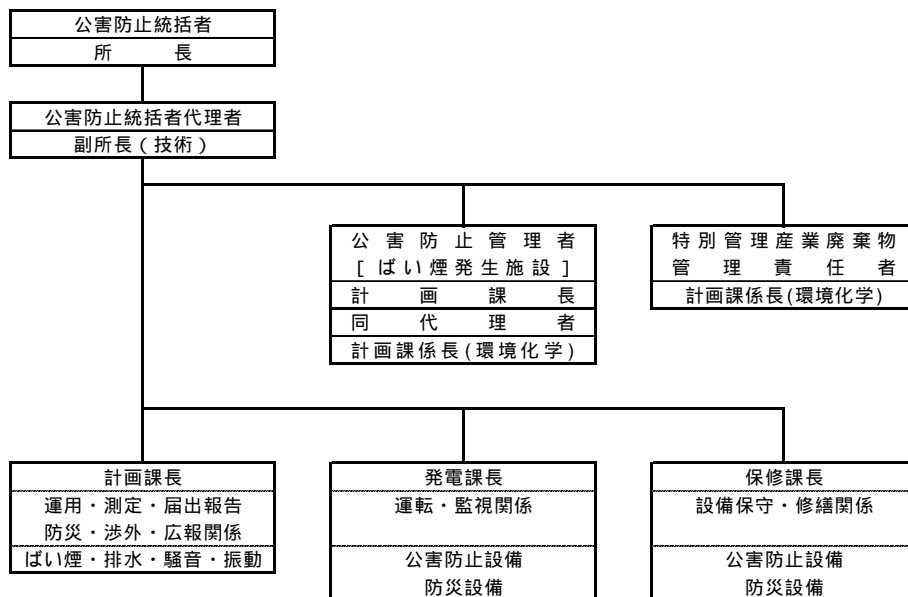 公害防止統括者
所長
公害防止統括者代理者
副所長(技術)
公害防止管理者
[ばい煙発生施設]
計画課長
同代理者
計画課係長(環境化学)
特別管理産業廃棄物
管理責任者
計画課係長(環境化学)
計画課長
運用・測定・届出報告
防災・渉外・広報関係
ばい煙・排水・騒音・振動
発電課長
運転・監視関係
公害防止設備
防災設備
保修課長
設備保守・修繕関係
公害防止設備
防災設備